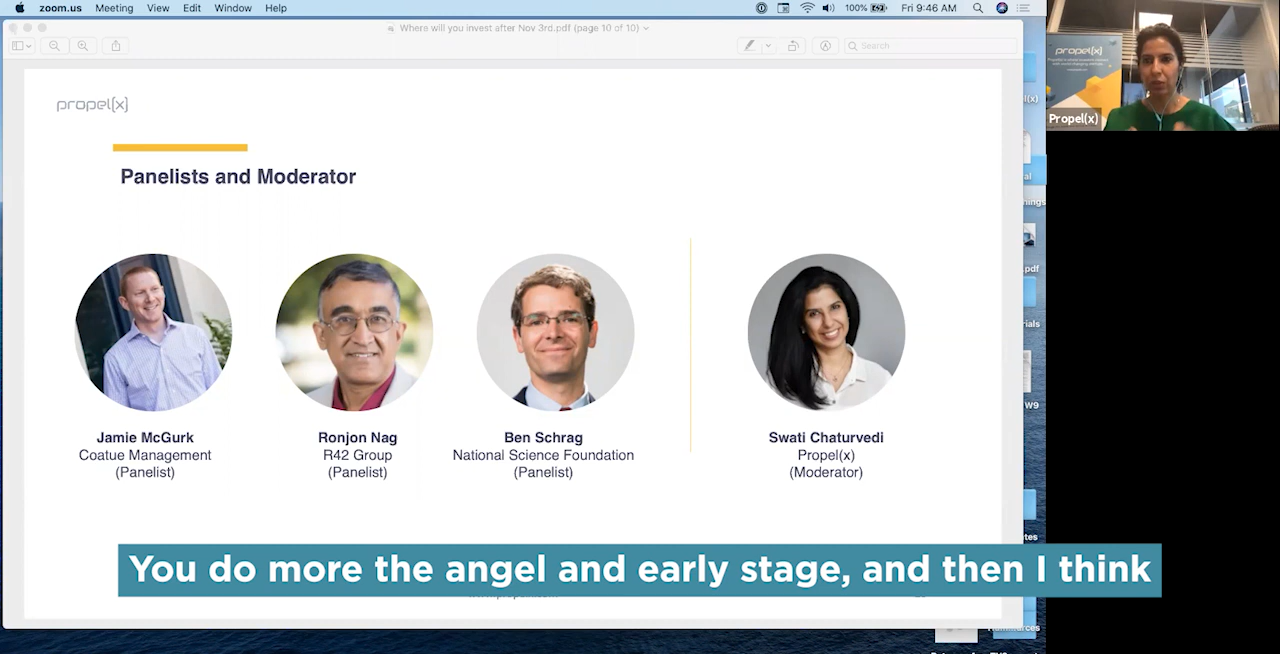 zoom.us Meeting View Edit Window Help 100% Fri 9:46 AM
Where will you invest after Nov 3rd.pdf (page 10 of 10)
Search
propel(x)
propel(x)
Propel(x)
Panelists and Moderator
Jamie McGurk
Coatue Management
(Panelist)
Ronjon Nag
R42 Group
(Panelist)
Ben Schrag
National Science Foundation
(Panelist)
Swati Chaturvedi
Propel(x)
(Moderator)
.pdf
W9
You do more the angel and early stage, and then I think